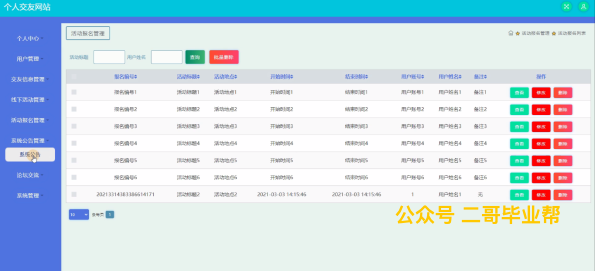 个人交友网站
个人中心
用户管理
交友信息管理
线下活动管理
活动报名管理
系统公告管理
系统公告
论坛交流
系统管理
活动报名管理
活动报名管理 活动报名列表
活动标题 用户姓名 查询 批量删除
报名编号 活动标题 活动地点 开始时间 结束时间 用户账号 用户姓名 备注 操作
报名编号1 活动标题1 活动地点1 开始时间1 结束时间1 用户账号1 用户姓名1 备注1 修改 删除
报名编号2 活动标题2 活动地点2 开始时间2 结束时间2 用户账号2 用户姓名2 备注2 修改 删除
报名编号3 活动标题3 活动地点3 开始时间3 结束时间3 用户账号3 用户姓名3 备注3 修改 删除
报名编号4 活动标题4 活动地点4 开始时间4 结束时间4 用户账号4 用户姓名4 备注4 修改 删除
报名编号5 活动标题5 活动地点5 开始时间5 结束时间5 用户账号5 用户姓名5 备注5 修改 删除
报名编号6 活动标题6 活动地点6 开始时间6 结束时间6 用户账号6 用户姓名6 备注6 修改 删除
活动标题2 活动地点2 2021-03-03 14:15:46 2021-03-03 14:15:46 1 用户姓名1 无 修改 删除
10 1
公众号 二哥毕业帮